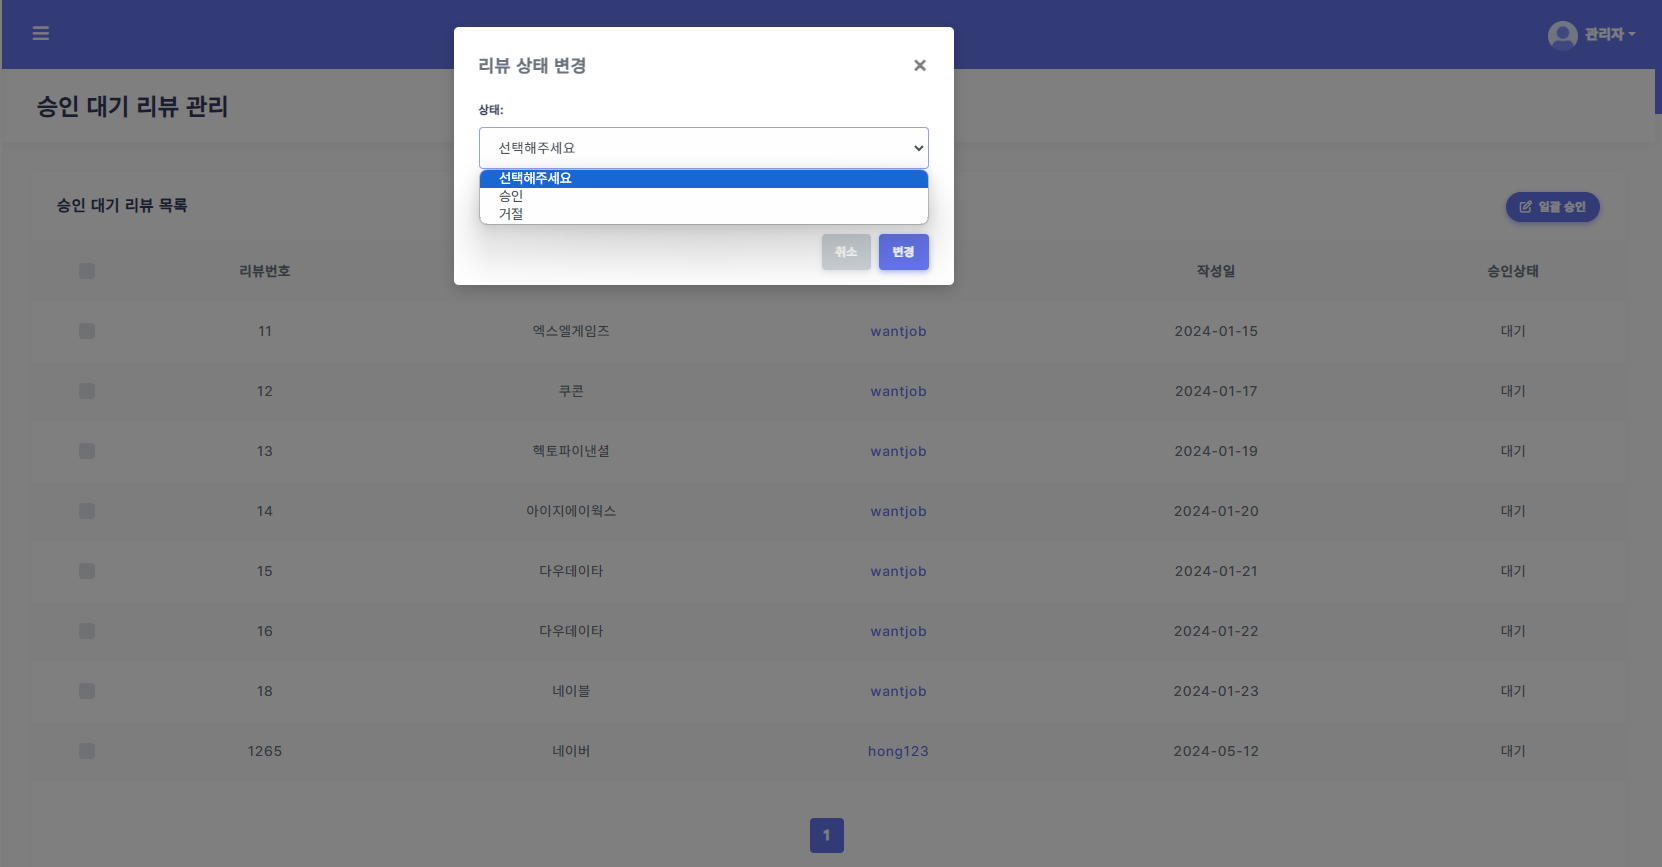 관리자
리뷰 상태 변경
상태:
선택해주세요
선택해주세요
승인
거절
취소 변경
승인 대기 리뷰 관리
승인 대기 리뷰 목록
일괄 승인
리뷰번호 작성일 승인상태
11 엑스엘게임즈 wantjob 2024-01-15 대기
12 쿠콘 wantjob 2024-01-17 대기
13 헥토파이낸셜 wantjob 2024-01-19 대기
14 아이지에이웍스 wantjob 2024-01-20 대기
15 다우데이타 wantjob 2024-01-21 대기
16 다우데이타 wantjob 2024-01-22 대기
18 네이블 wantjob 2024-01-23 대기
1265 네이버 hong123 2024-05-12 대기
1